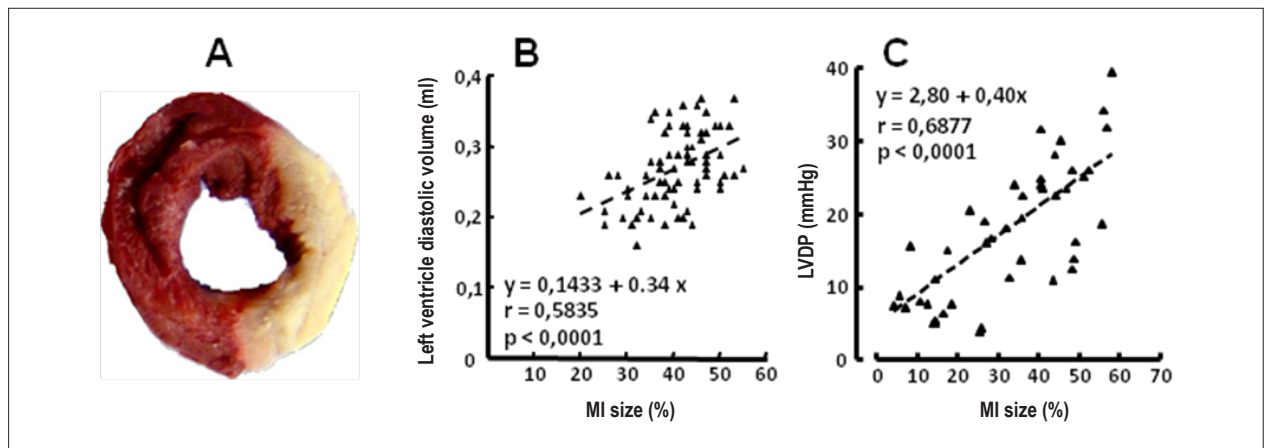 A
B
Left ventricle diastolic volume (ml)
0,4
0,3
0,2
0,1
0
y = 0,1433 + 0.34 x
r = 0,5835
p < 0,0001
10 20 30 40 50 60
MI size (%)
C
LVDP (mmHg)
40
30
20
10
0
y = 2,80 + 0,40x
r = 0,6877
p < 0,0001
0 10 20 30 40 50 60 70
MI size (%)